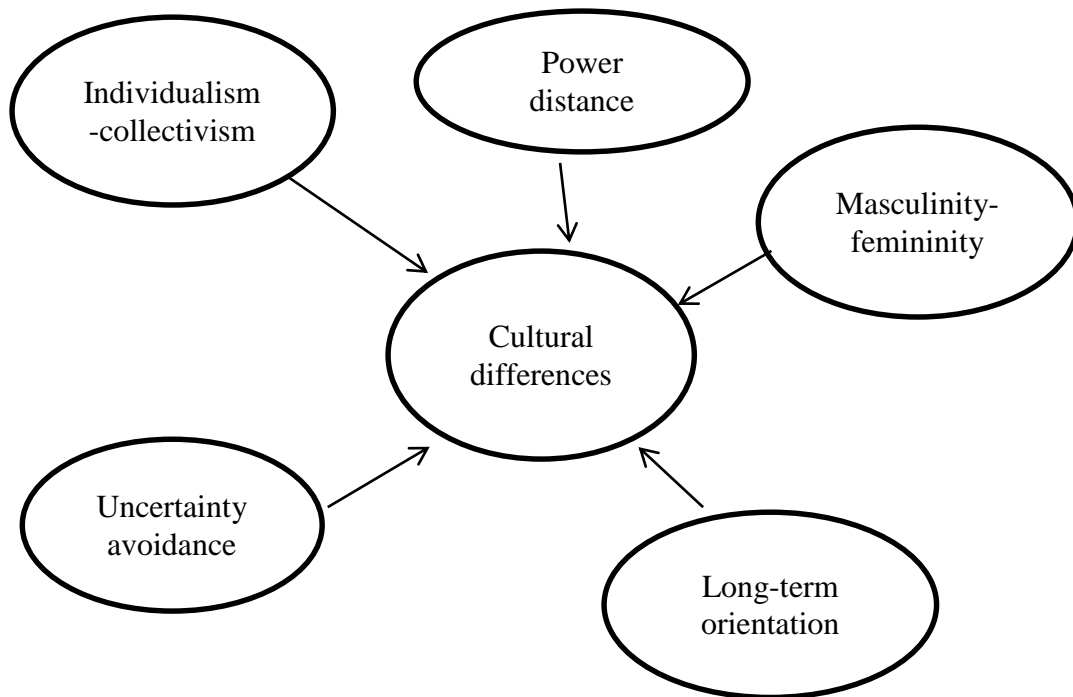 Power
distance
Individualism
-collectivism
Masculinity-
femininity
Cultural
differences
Uncertainty
avoidance
Long-term
orientation